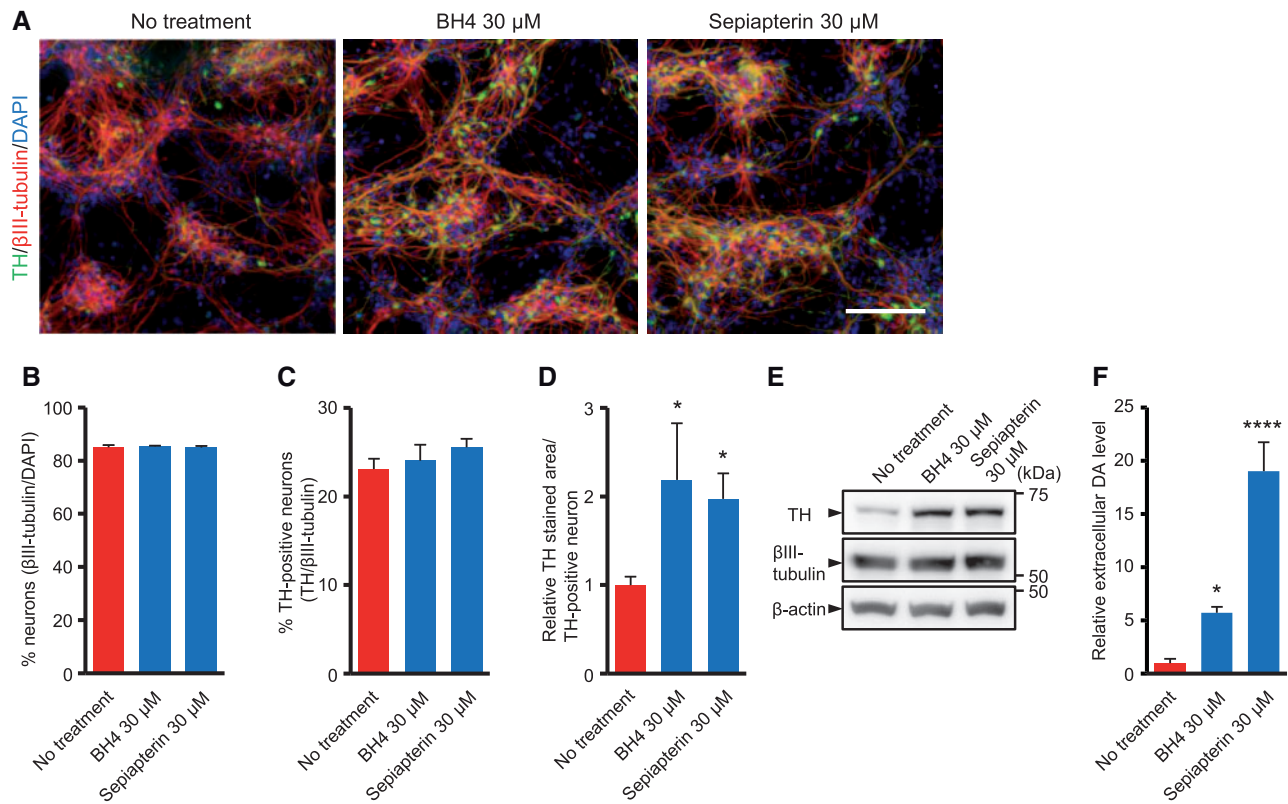 A
No treatment
BH4 30 μM
Sepiapterin 30 μM
TH/βIII-tubulin/DAPI
B
% neurons (βIII-tubulin/DAPI)
100
80
60
40
20
0
No treatment
BH4 30 μM
Sepiapterin 30 μM
C
% TH-positive neurons
(TH/βIII-tubulin)
30
20
10
0
No treatment
BH4 30 μM
Sepiapterin 30 μM
D
Relative TH stained area/
TH-positive neuron
3
2
1
0
*
*
No treatment
BH4 30 μM
Sepiapterin 30 μM
E
No treatment
BH4 30 μM
Sepiapterin
30 μM
(kDa)
75
TH
βIII-
tubulin
50
50
β-actin
F
Relative extracellular DA level
25
20
15
10
5
0
*
****
No treatment
BH4 30 μM
Sepiapterin 30 μM